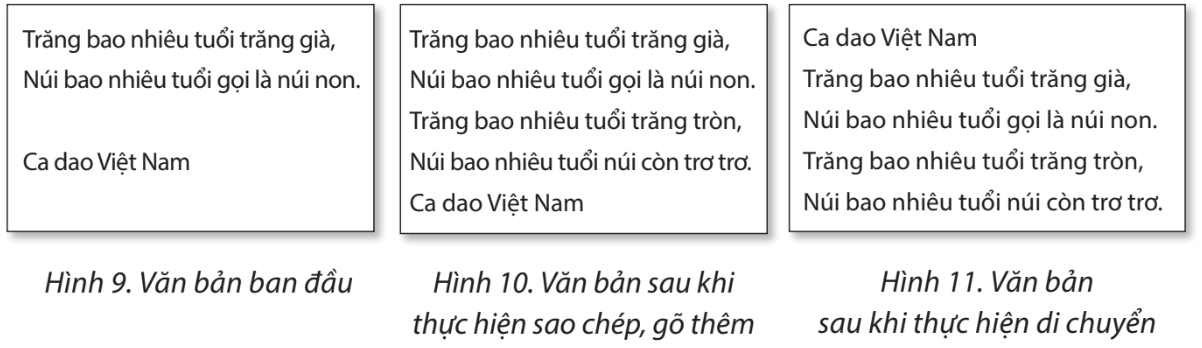 Trăng bao nhiêu tuổi trăng già,
Núi bao nhiêu tuổi gọi là núi non.
Ca dao Việt Nam
Hình 9. Văn bản ban đầu
Trăng bao nhiêu tuổi trăng già,
Núi bao nhiêu tuổi gọi là núi non.
Trăng bao nhiêu tuổi trăng tròn,
Núi bao nhiêu tuổi núi còn trơ trơ.
Ca dao Việt Nam
Hình 10. Văn bản sau khi
thực hiện sao chép, gõ thêm
Ca dao Việt Nam
Trăng bao nhiêu tuổi trăng già,
Núi bao nhiêu tuổi gọi là núi non.
Trăng bao nhiêu tuổi trăng tròn,
Núi bao nhiêu tuổi núi còn trơ trơ.
Hình 11. Văn bản
sau khi thực hiện di chuyển